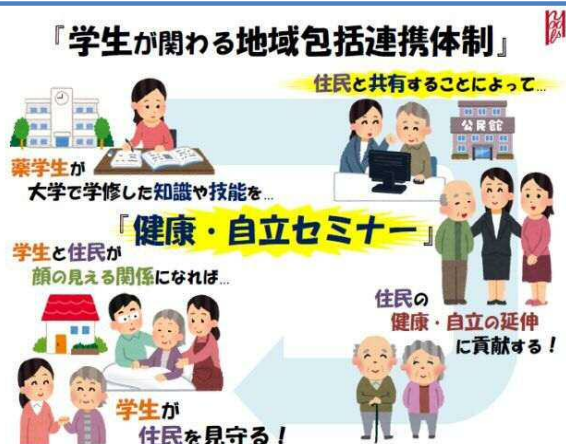 『学生が関わる地域包括連携体制』
住民と共有することによって…
公民館
薬学生が
大学で学修した知識や技能を…
『健康・自立セミナー』
学生と住民が
顔の見える関係になれば…
住民の
健康・自立の延伸
に貢献する！
学生が
住民を見守る！